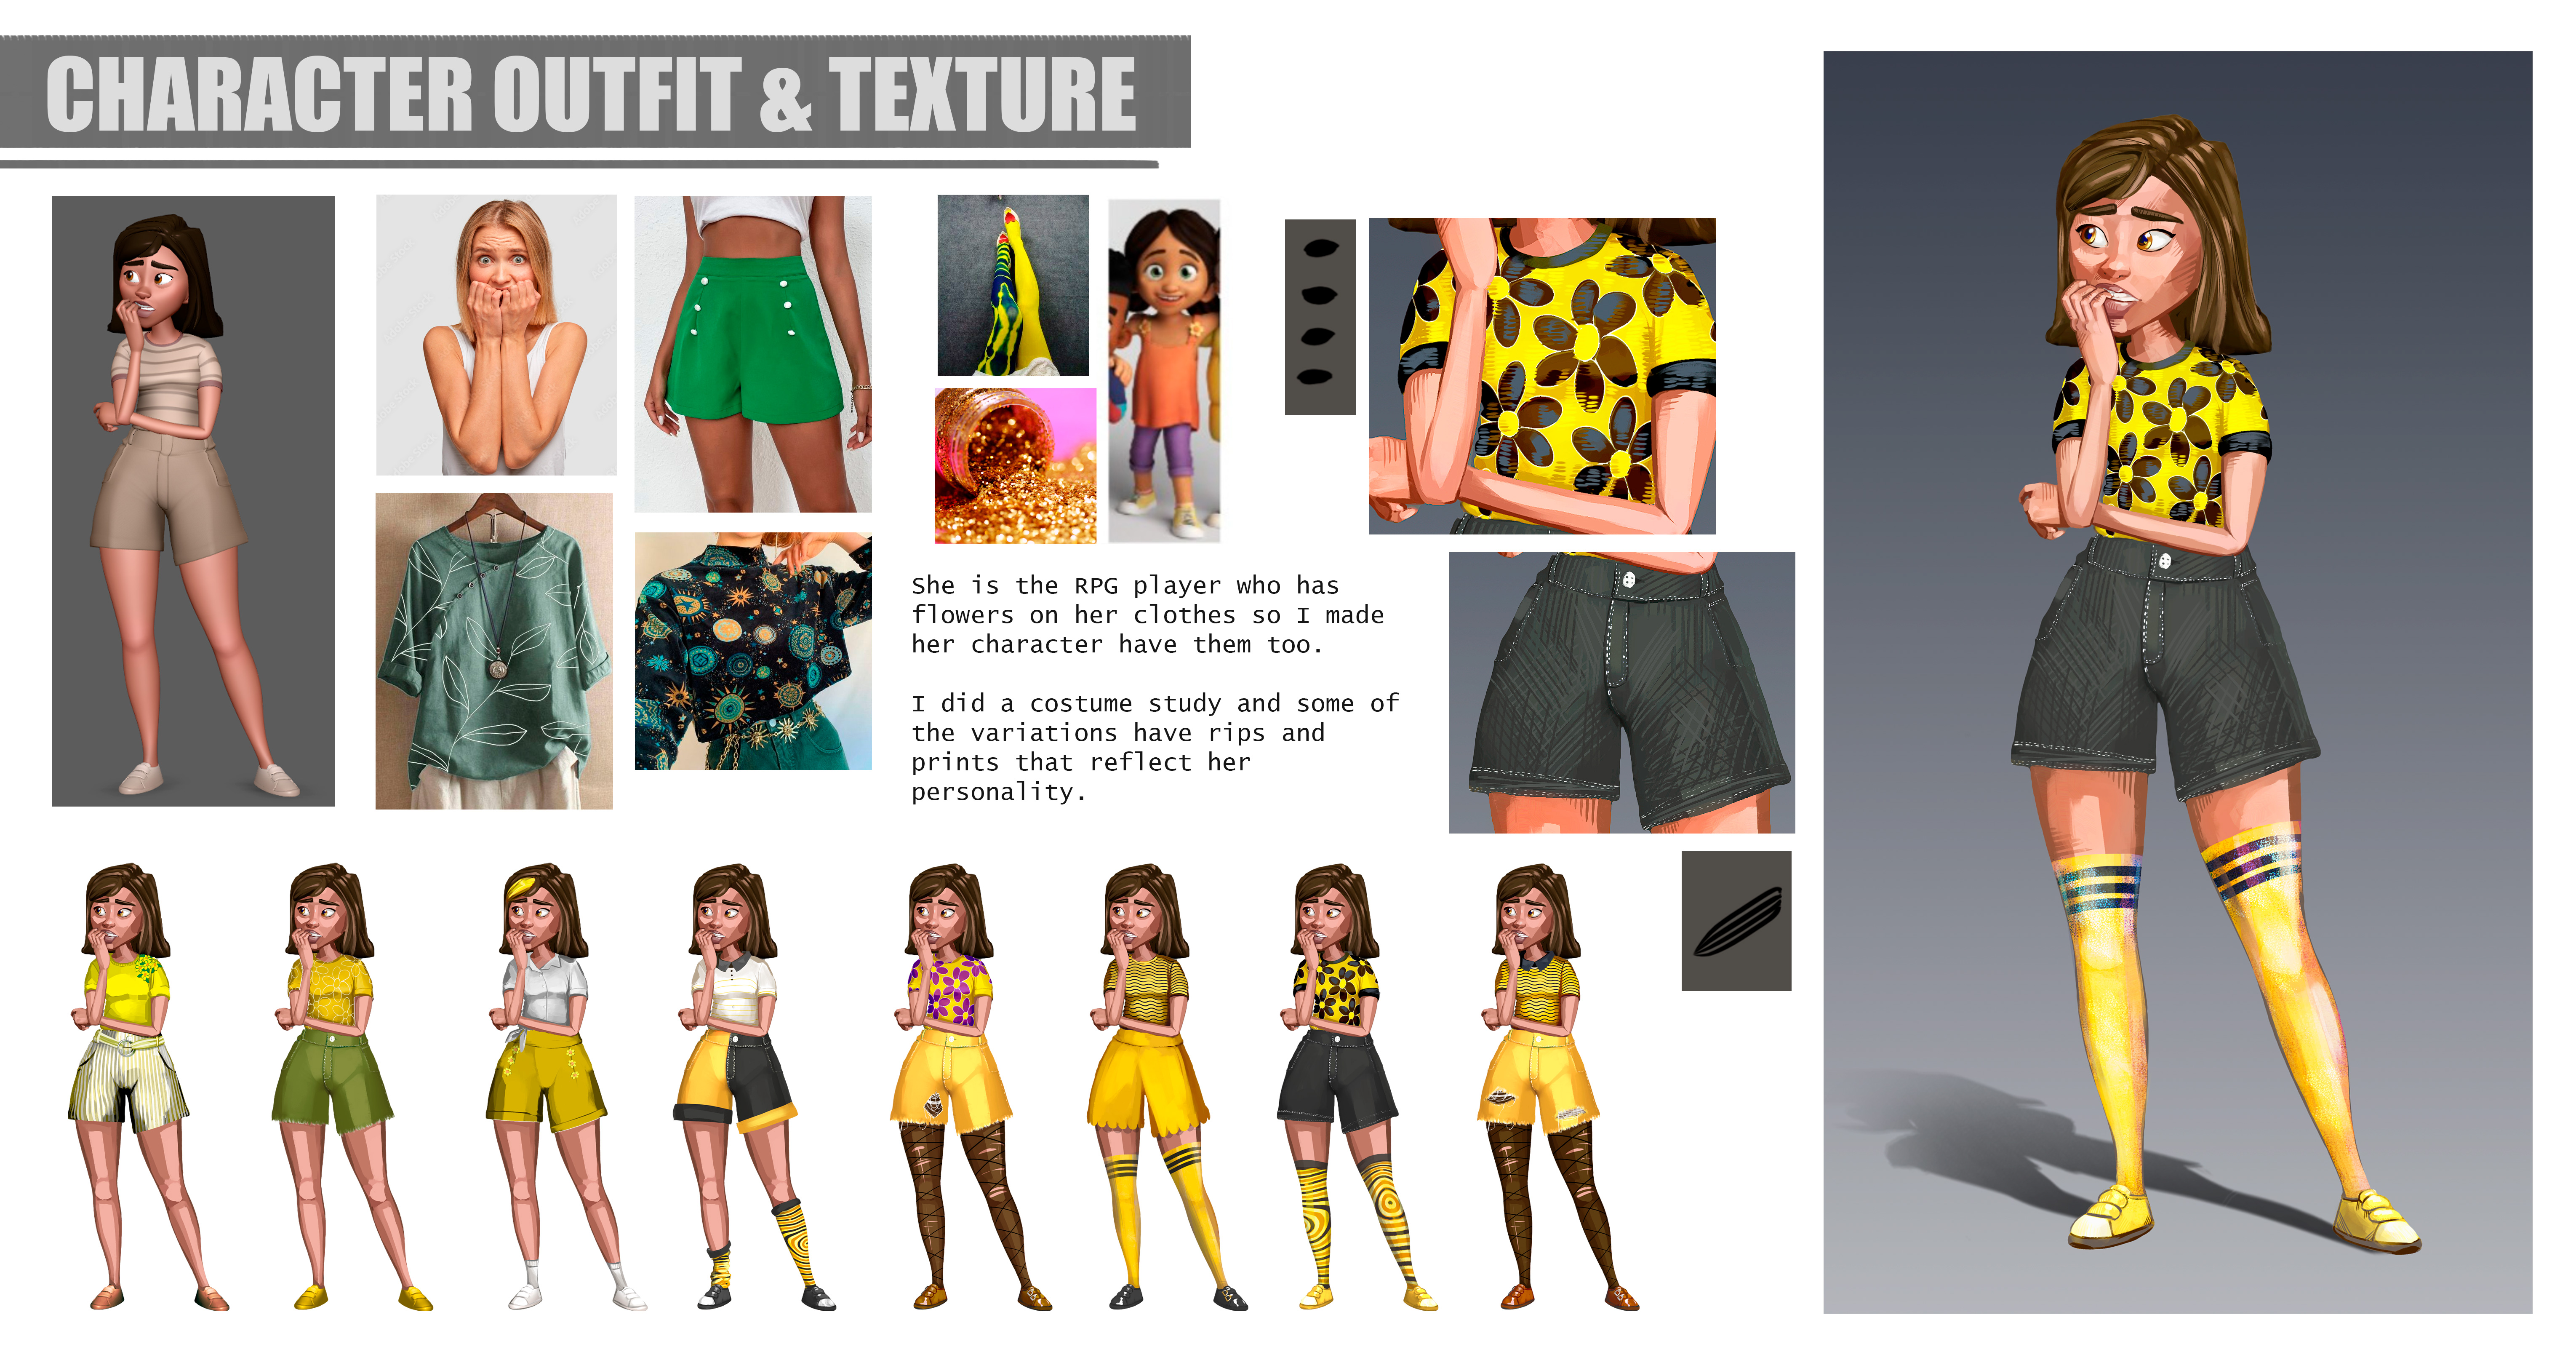 CHARACTER OUTFIT & TEXTURE
She is the RPG player who has
flowers on her clothes so I made
her character have them too.
I did a costume study and some of
the variations have rips and
prints that reflect her
personality.